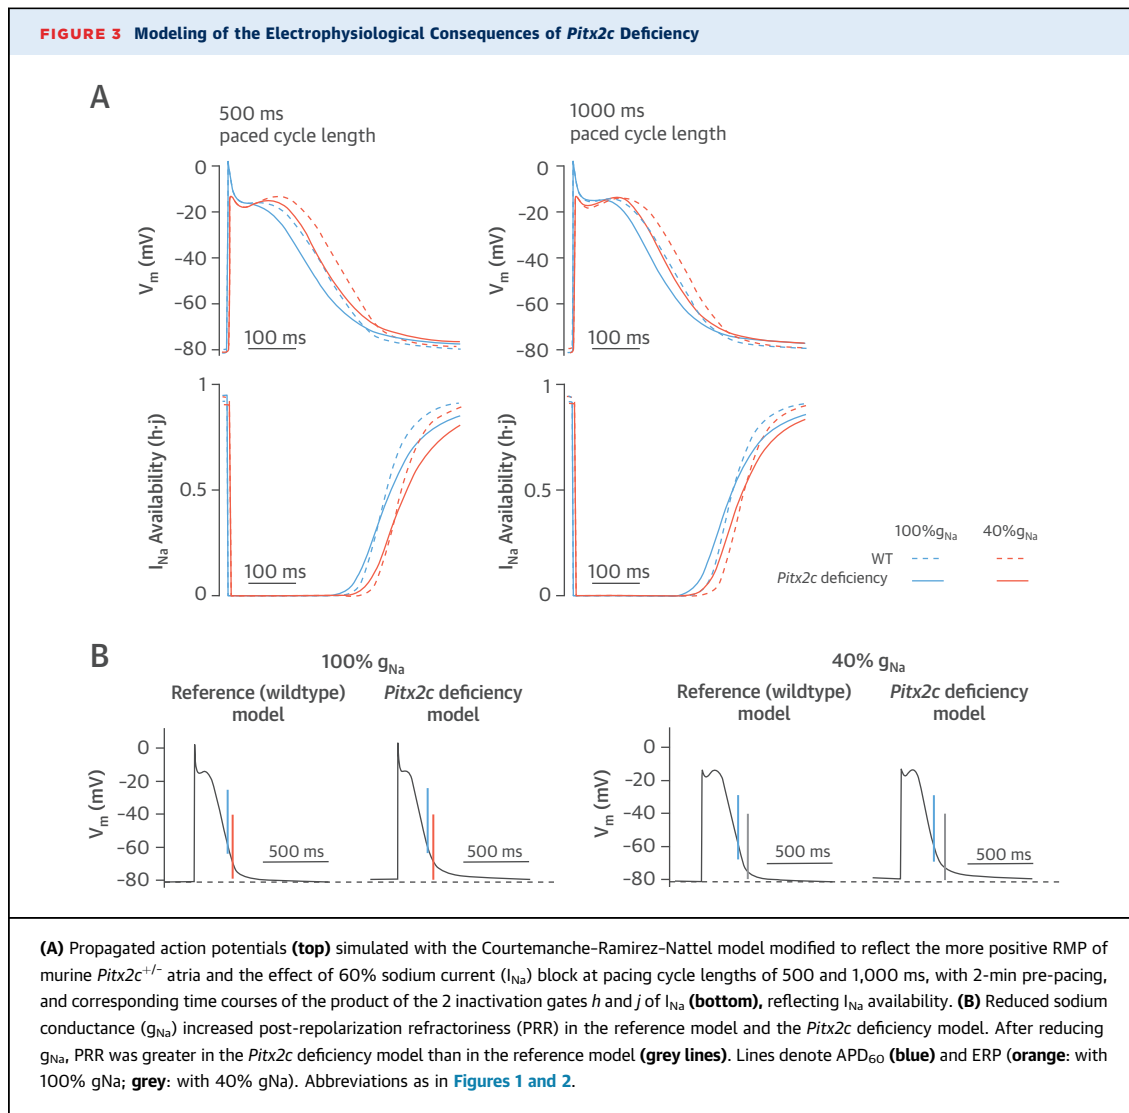 FIGURE 3 Modeling of the Electrophysiological Consequences of Pitx2c Deficiency
A
500 ms
paced cycle length
1000 ms
paced cycle length
0
-20
-40
-60
-80
Vm (mV)
100 ms
0
-20
-40
-60
-80
Vm (mV)
100 ms
1
0.5
0
INa Availability (h·j)
100 ms
1
0.5
0
INa Availability (h·j)
100 ms
100%gNa 40%gNa
WT
Pitx2c deficiency
B
100% gNa
40% gNa
Reference (wildtype)
model
Pitx2c deficiency
model
Reference (wildtype)
model
Pitx2c deficiency
model
0
-20
-40
-60
-80
Vm (mV)
500 ms
500 ms
0
-20
-40
-60
-80
Vm (mV)
500 ms
500 ms
(A) Propagated action potentials (top) simulated with the Courtemanche-Ramirez-Nattel model modified to reflect the more positive RMP of
murine Pitx2c+/- atria and the effect of 60% sodium current (INa) block at pacing cycle lengths of 500 and 1,000 ms, with 2-min pre-pacing,
and corresponding time courses of the product of the 2 inactivation gates h and j of INa (bottom), reflecting INa availability. (B) Reduced sodium
conductance (gNa) increased post-repolarization refractoriness (PRR) in the reference model and the Pitx2c deficiency model. After reducing
gNa, PRR was greater in the Pitx2c deficiency model than in the reference model (grey lines). Lines denote APD60 (blue) and ERP (orange: with
100% gNa; grey: with 40% gNa). Abbreviations as in Figures 1 and 2.